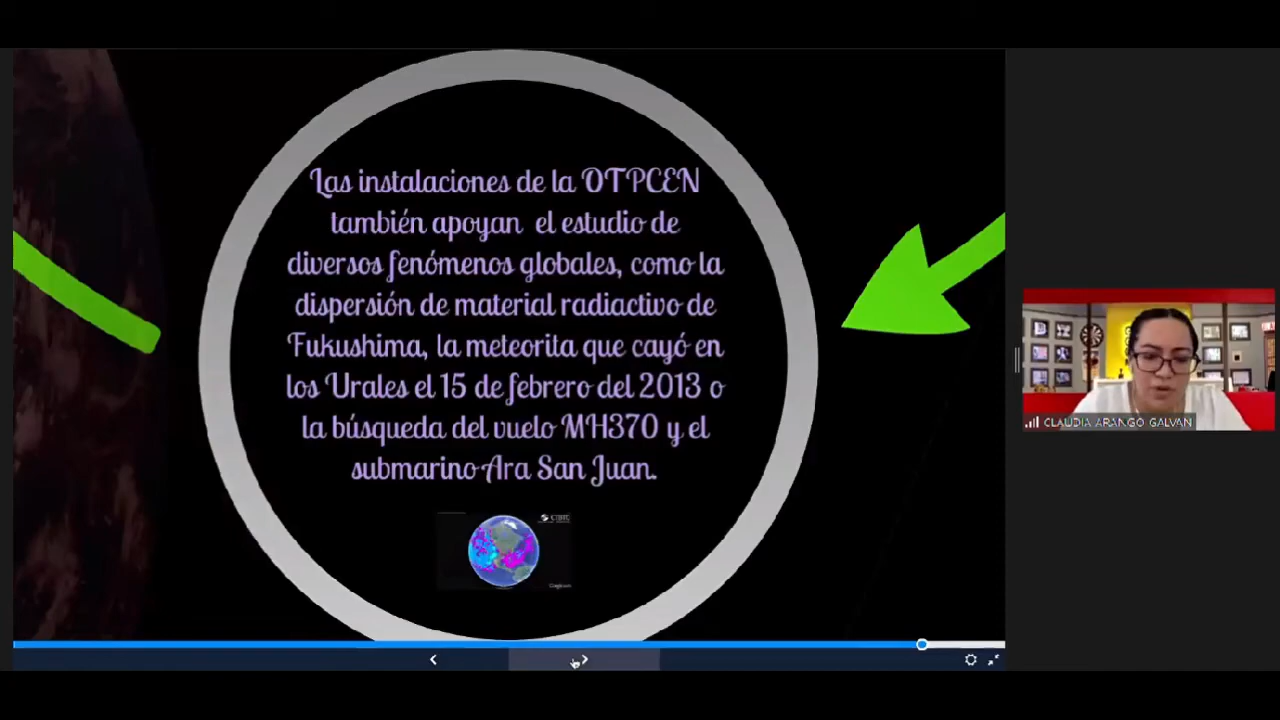 Las instalaciones de la OTPCEN
también apoyan el estudio de
diversos fenómenos globales, como la
dispersión de material radiactivo de
Fukushima, la meteorita que cayó en
los Urales el 15 de febrero del 2013 o
la búsqueda del vuelo MH370 y el
submarino Ara San Juan.
CLAUDIA ARANGO GALVAN